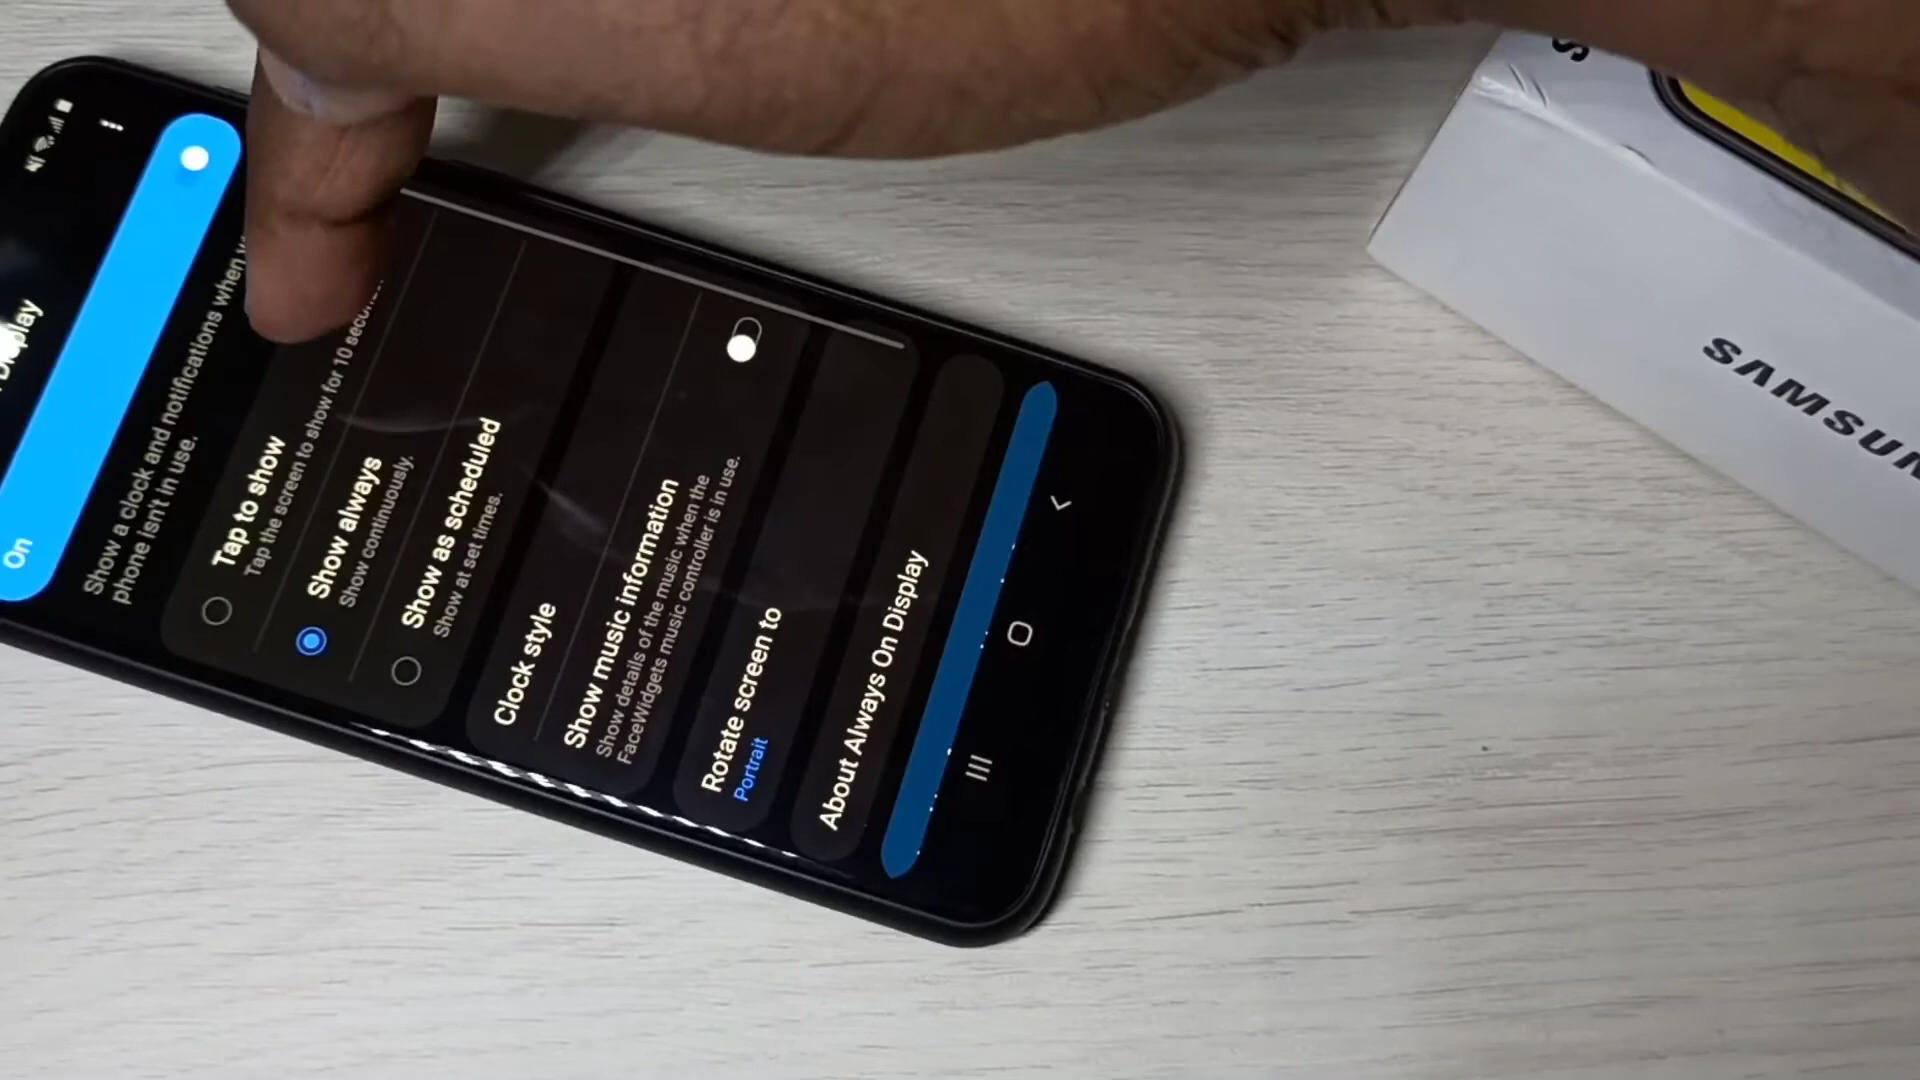 Display
On
Show a clock and notifications when
phone isn't in use.
Tap to show
Tap the screen to show for 10
Show always
Show continuously.
Show as scheduled
Show at set times.
Clock style
Show music information
Show details of the music when the
FaceWidgets music controller is in use.
Rotate screen to
Portrait
About Always On Display
S
SAMSUN